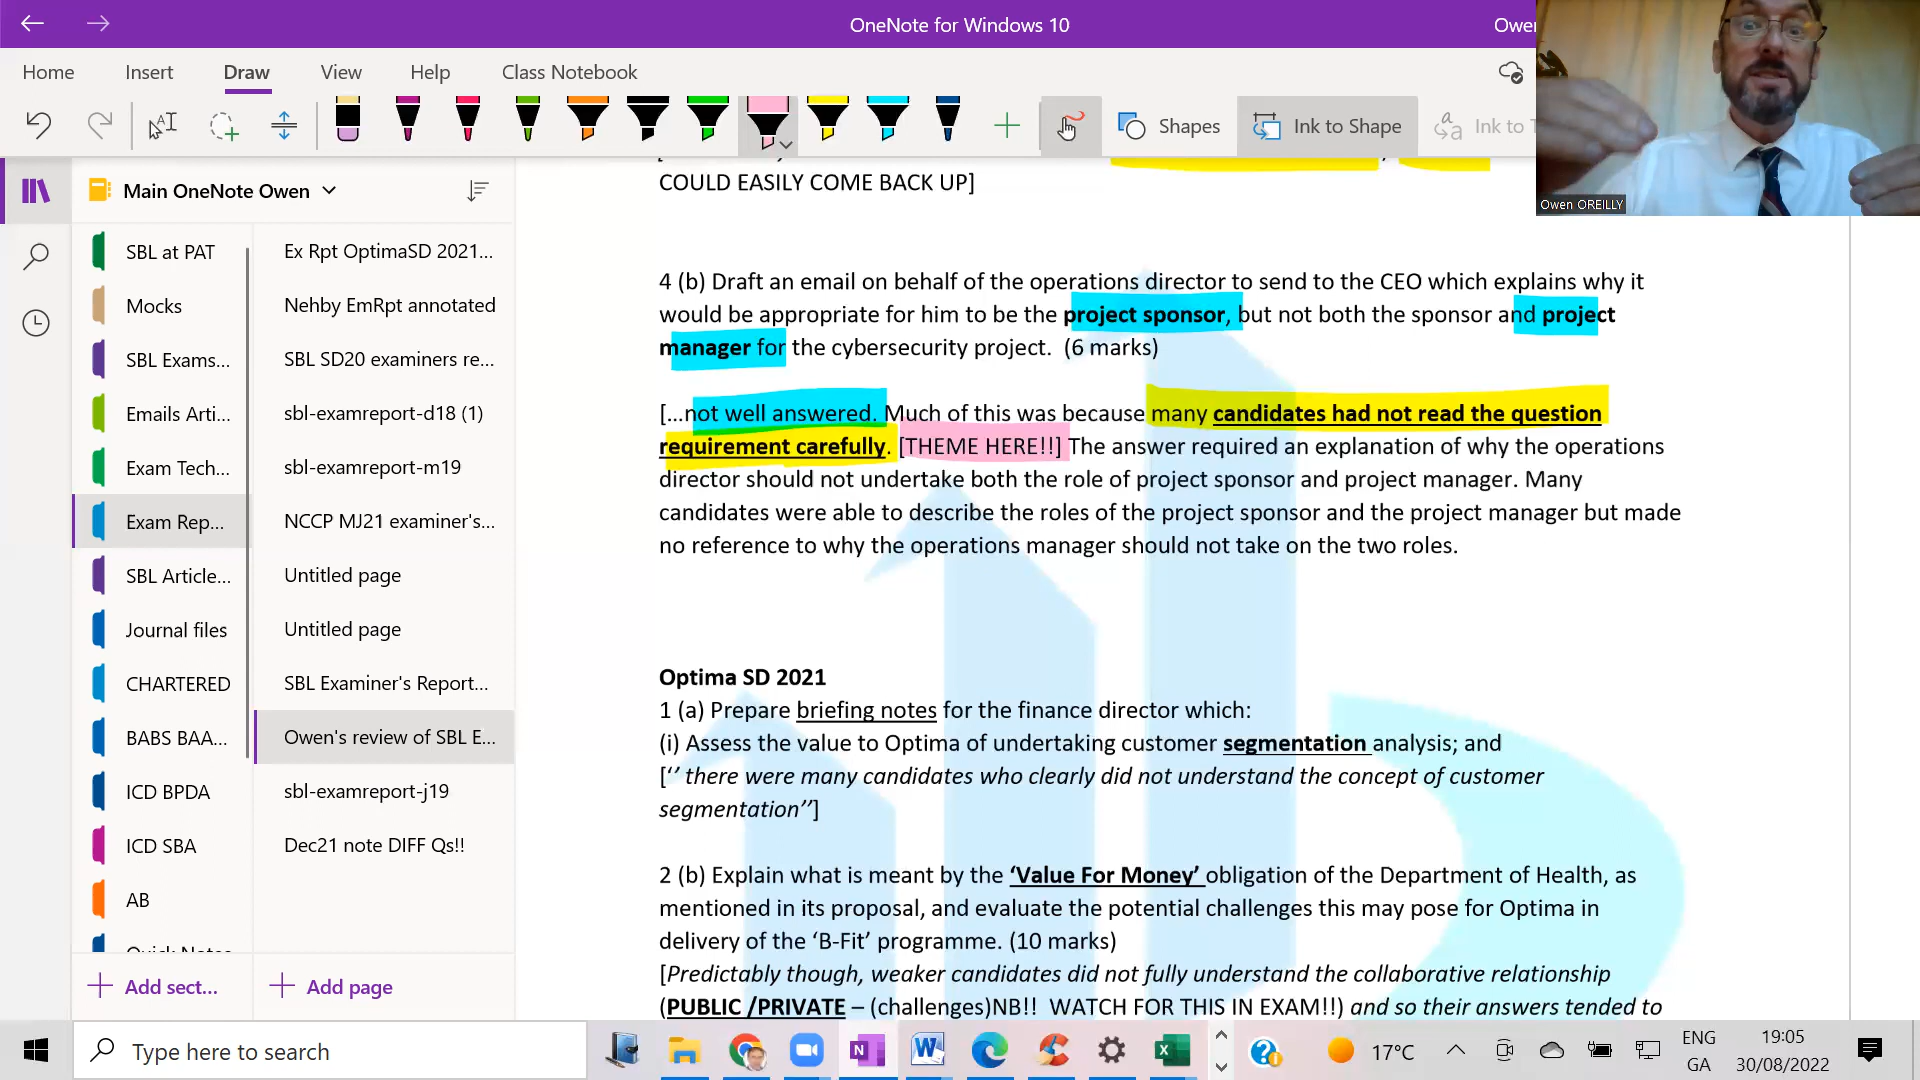 OneNote for Windows 10
Home
Insert
Draw
View
Help
Class Notebook
Shapes
Ink to Shape
Ink to
Owen OREILLY
Main OneNote Owen
SBL at PAT
Mocks
SBL Exams...
Emails Arti...
Exam Tech...
Exam Rep...
SBL Article...
Journal files
CHARTERED
BABS BAA...
ICD BPDA
ICD SBA
AB
Add sect...
Ex Rpt OptimaSD 2021...
Nehby EmRpt annotated
SBL SD20 examiners re...
sbl-examreport-d18 (1)
sbl-examreport-m19
NCCP MJ21 examiner's...
Untitled page
Untitled page
SBL Examiner's Report...
Owen's review of SBL E...
sbl-examreport-j19
Dec21 note DIFF Qs!!
Add page
COULD EASILY COME BACK UP]
4 (b) Draft an email on behalf of the operations director to send to the CEO which explains why it
would be appropriate for him to be the project sponsor, but not both the sponsor and project
manager for the cybersecurity project. (6 marks)
[...not well answered. Much of this was because many candidates had not read the question
requirement carefully. [THEME HERE!!] The answer required an explanation of why the operations
director should not undertake both the role of project sponsor and project manager. Many
candidates were able to describe the roles of the project sponsor and the project manager but made
no reference to why the operations manager should not take on the two roles.
Optima SD 2021
1 (a) Prepare briefing notes for the finance director which:
(i) Assess the value to Optima of undertaking customer segmentation analysis; and
[‘’ there were many candidates who clearly did not understand the concept of customer
segmentation’’]
2 (b) Explain what is meant by the ‘Value For Money’ obligation of the Department of Health, as
mentioned in its proposal, and evaluate the potential challenges this may pose for Optima in
delivery of the ‘B-Fit’ programme. (10 marks)
[Predictably though, weaker candidates did not fully understand the collaborative relationship
(PUBLIC /PRIVATE – (challenges)NB!! WATCH FOR THIS IN EXAM!!) and so their answers tended to
Type here to search
17°C
ENG
GA
19:05
30/08/2022